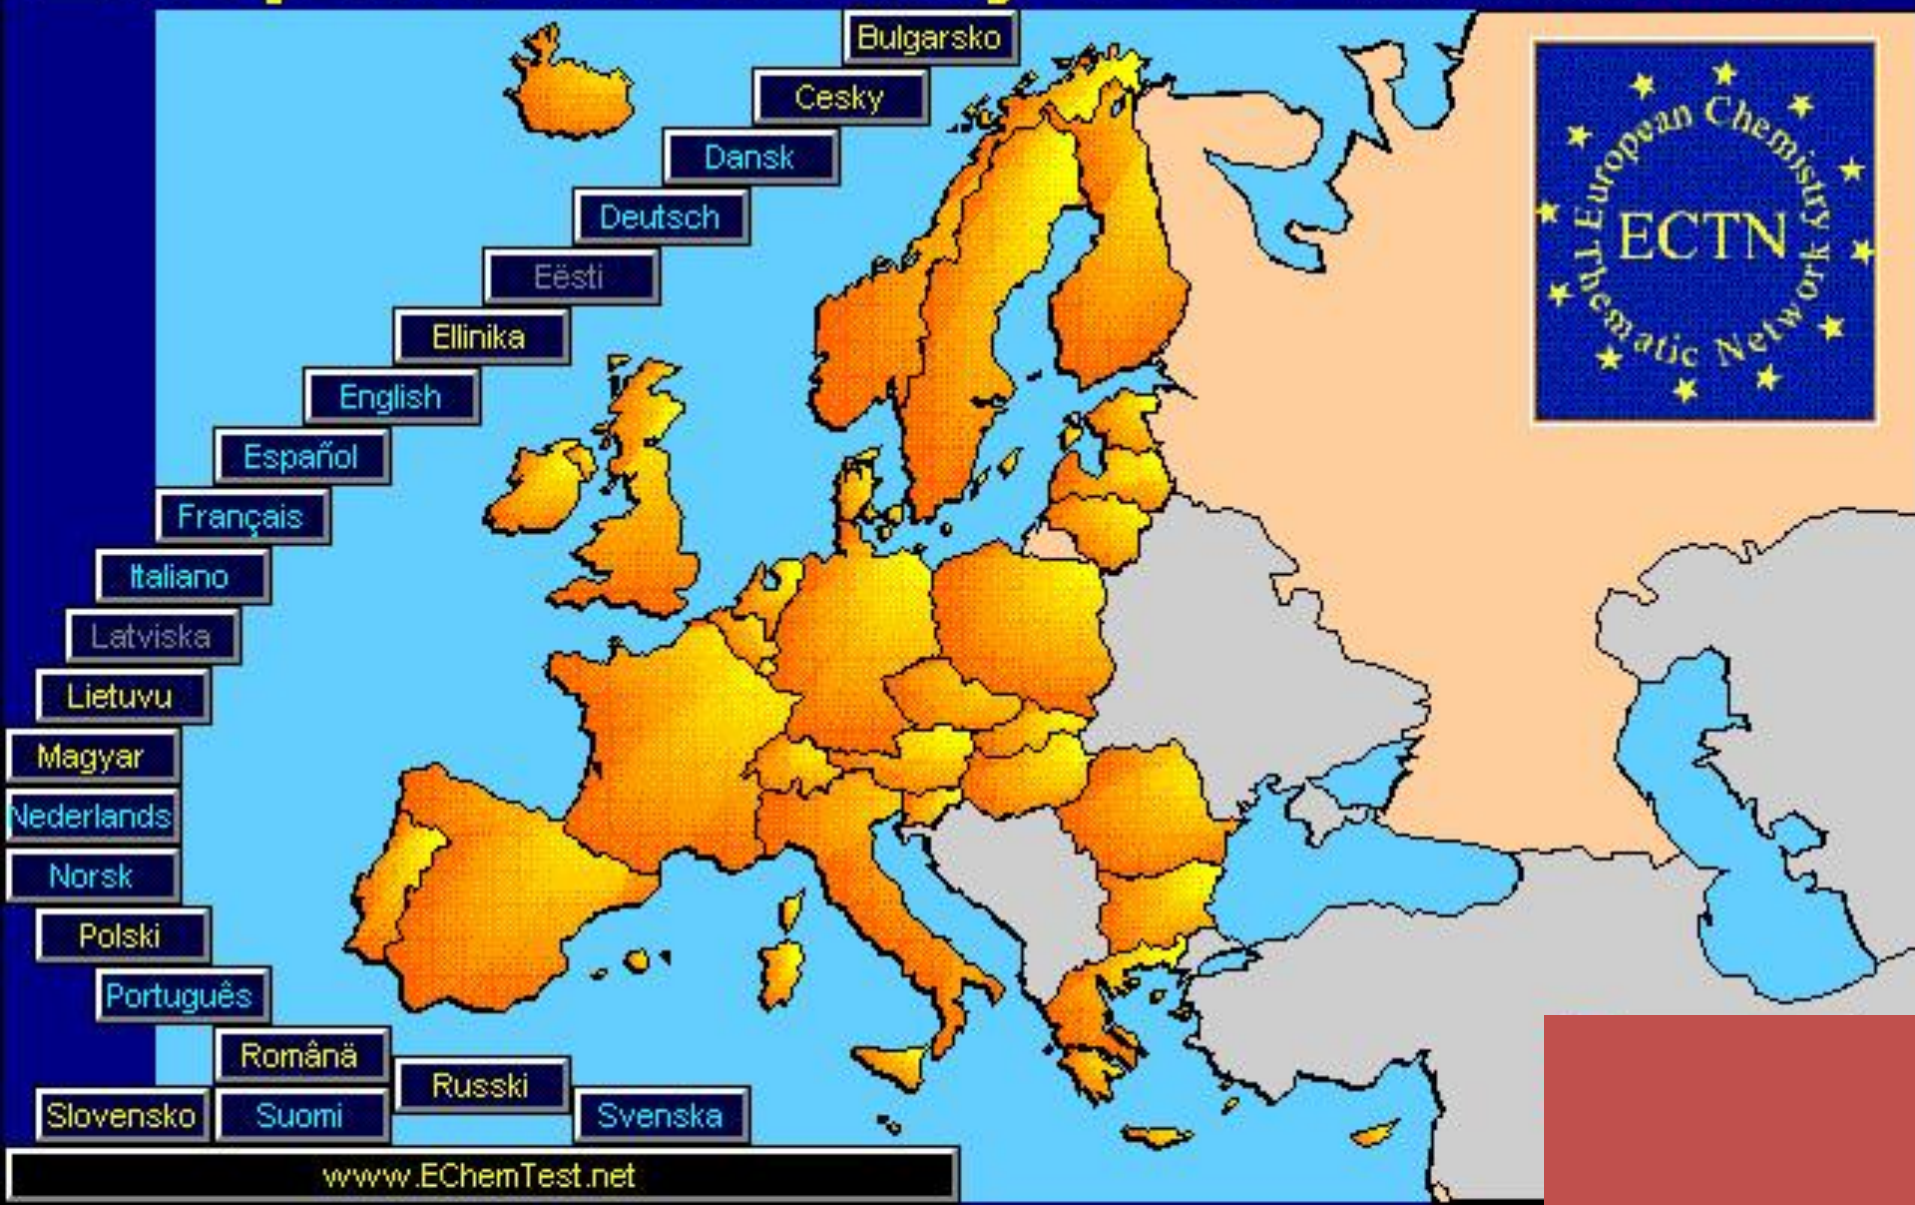 Bulgarsko
Cesky
Dansk
Deutsch
Eësti
Ellinika
English
Español
Français
Italiano
Latviska
Lietuvu
Magyar
Nederlands
Norsk
Polski
Português
Românä
Russki
Slovensko
Suomi
Svenska
www.EChemTest.net
European Chemistry
Thematic Network
ECTN